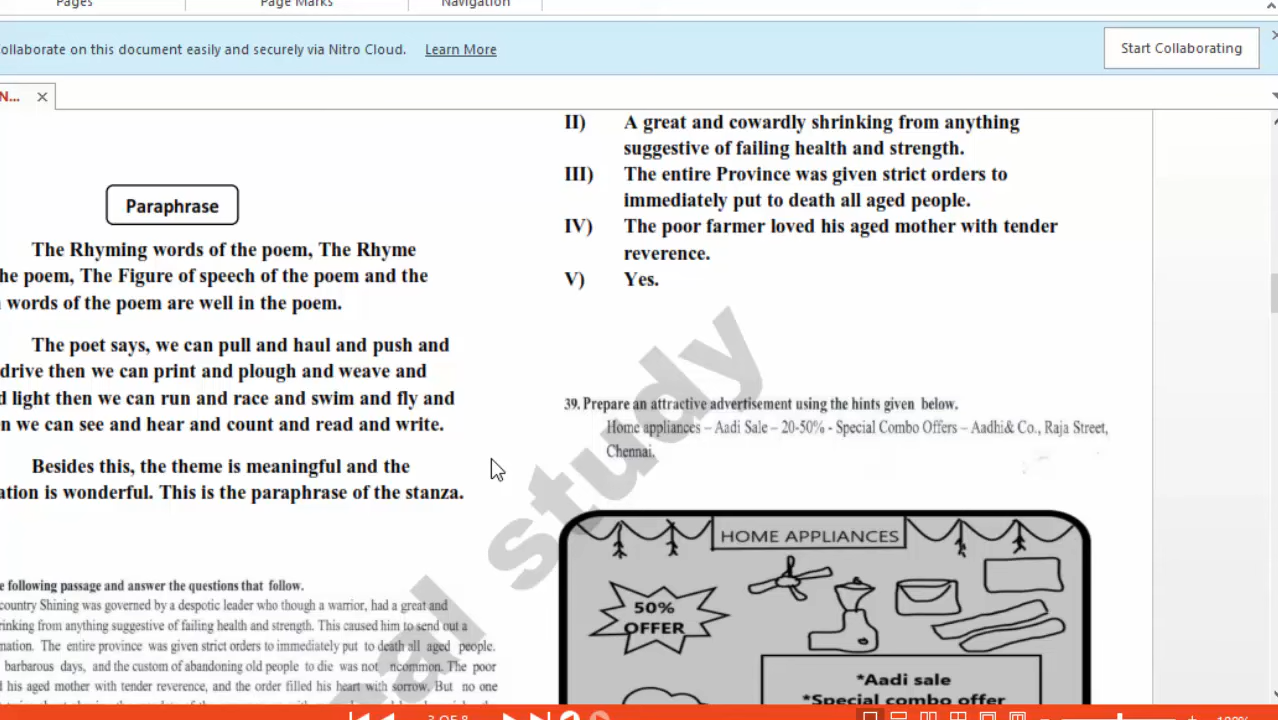 Pages
Page Marks
Navigation
ollaborate on this document easily and securely via Nitro Cloud. Learn More
Start Collaborating
N...
Paraphrase
The Rhyming words of the poem, The Rhyme
he poem, The Figure of speech of the poem and the
words of the poem are well in the poem.
The poet says, we can pull and haul and push and
drive then we can print and plough and weave and
d light then we can run and race and swim and fly and
n we can see and hear and count and read and write.
Besides this, the theme is meaningful and the
ation is wonderful. This is the paraphrase of the stanza.
e following passage and answer the questions that follow.
country Shining was governed by a despotic leader who though a warrior, had a great and
rinking from anything suggestive of failing health and strength. This caused him to send out a
mation. The entire province was given strict orders to immediately put to death all aged people.
barbarous days, and the custom of abandoning old people to die was not ncommon. The poor
d his aged mother with tender reverence, and the order filled his heart with sorrow. But no one
II) A great and cowardly shrinking from anything
suggestive of failing health and strength.
III) The entire Province was given strict orders to
immediately put to death all aged people.
IV) The poor farmer loved his aged mother with tender
reverence.
V) Yes.
39. Prepare an attractive advertisement using the hints given below.
Home appliances – Aadi Sale – 20-50% - Special Combo Offers – Aadhi& Co., Raja Street,
Chennai.
HOME APPLIANCES
50%
OFFER
*Aadi sale
*Special combo offer
al study
3 OF 8
100%